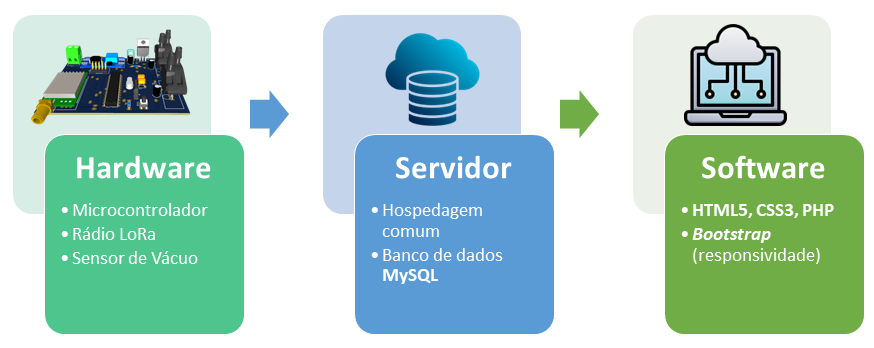 Hardware
• Microcontrolador
• Rádio LoRa
• Sensor de Vácuo
Servidor
• Hospedagem
comum
• Banco de dados
MySQL
Software
• HTML5, CSS3, PHP
• Bootstrap
(responsividade)